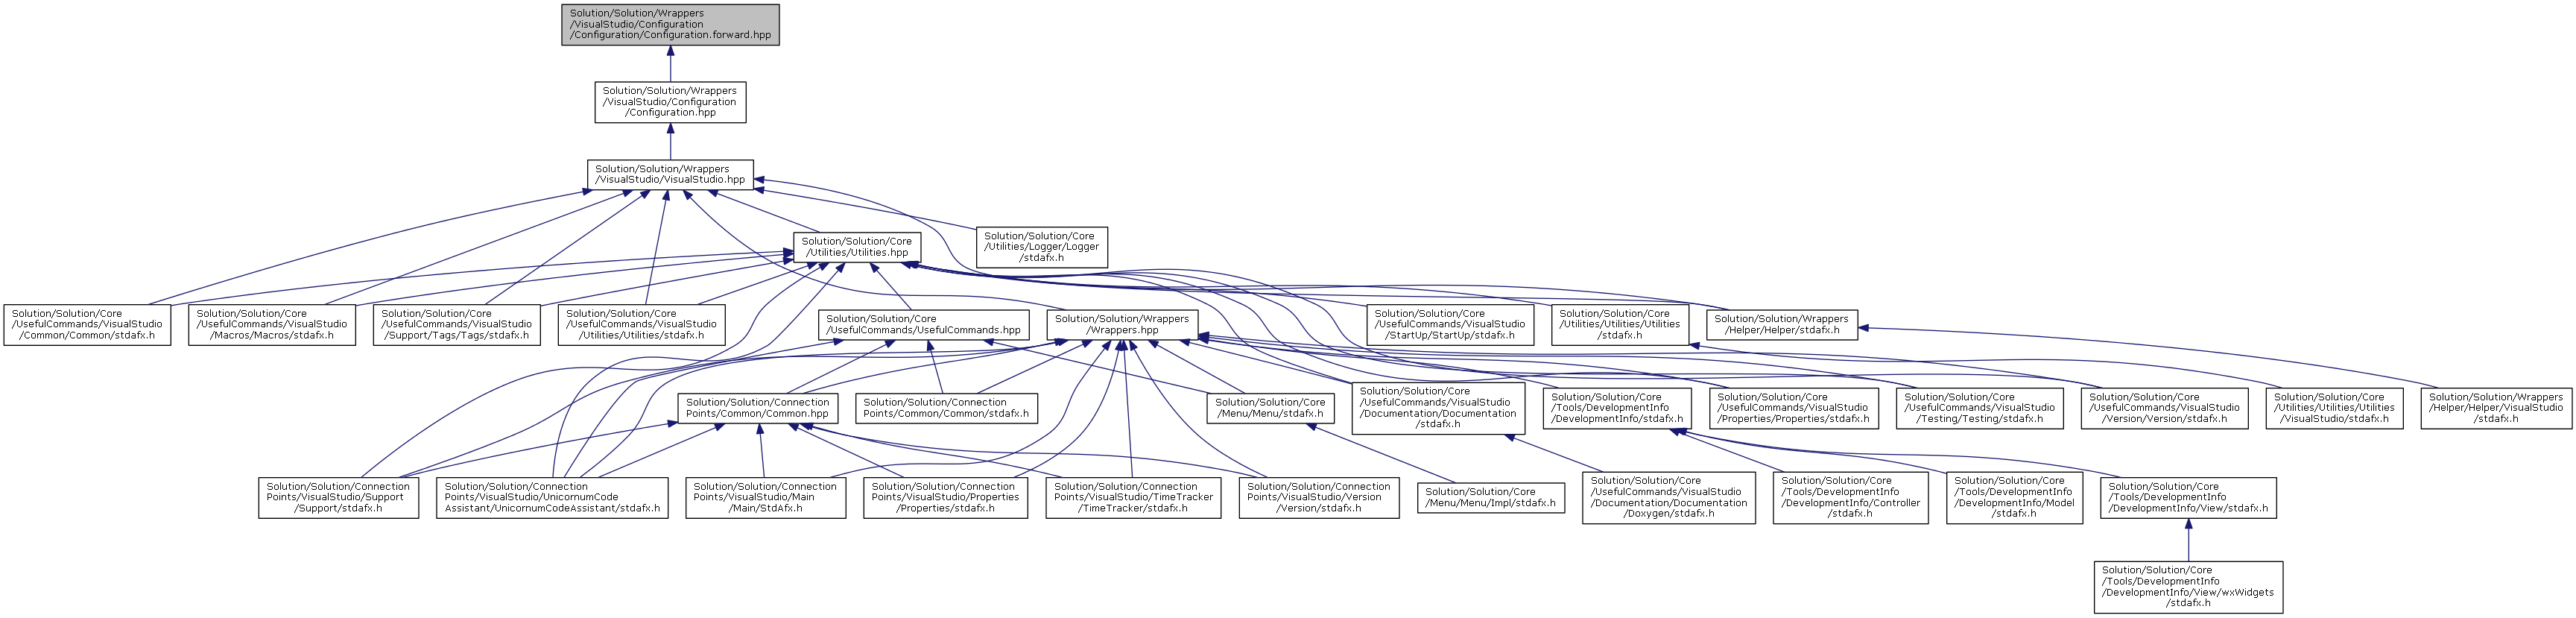 Solution/Solution/Wrappers
/VisualStudio/Configuration
/Configuration/Configuration.forward.hpp
Solution/Solution/Wrappers
/VisualStudio/Configuration
/Configuration.hpp
Solution/Solution/Wrappers
/VisualStudio/VisualStudio.hpp
Solution/Solution/Core
/Utilities/Utilities.hpp
Solution/Solution/Core
/Utilities/Logger/Logger
/stdafx.h
Solution/Solution/Core
/UsefulCommands/VisualStudio
/Common/Common/stdafx.h
Solution/Solution/Core
/UsefulCommands/VisualStudio
/Macros/Macros/stdafx.h
Solution/Solution/Core
/UsefulCommands/VisualStudio
/Support/Tags/Tags/stdafx.h
Solution/Solution/Core
/UsefulCommands/VisualStudio
/Utilities/Utilities/stdafx.h
Solution/Solution/Core
/UsefulCommands/UsefulCommands.hpp
Solution/Solution/Wrappers
/Wrappers.hpp
Solution/Solution/Core
/UsefulCommands/VisualStudio
/StartUp/StartUp/stdafx.h
Solution/Solution/Core
/Utilities/Utilities/Utilities
/stdafx.h
Solution/Solution/Wrappers
/Helper/Helper/stdafx.h
Solution/Solution/Connection
Points/Common/Common.hpp
Solution/Solution/Connection
Points/Common/Common/stdafx.h
Solution/Solution/Core
/Menu/Menu/stdafx.h
Solution/Solution/Core
/UsefulCommands/VisualStudio
/Documentation/Documentation
/stdafx.h
Solution/Solution/Core
/Tools/DevelopmentInfo
/DevelopmentInfo/stdafx.h
Solution/Solution/Core
/UsefulCommands/VisualStudio
/Properties/Properties/stdafx.h
Solution/Solution/Core
/UsefulCommands/VisualStudio
/Testing/Testing/stdafx.h
Solution/Solution/Core
/UsefulCommands/VisualStudio
/Version/Version/stdafx.h
Solution/Solution/Core
/Utilities/Utilities/Utilities
/VisualStudio/stdafx.h
Solution/Solution/Wrappers
/Helper/Helper/VisualStudio
/stdafx.h
Solution/Solution/Connection
Points/VisualStudio/Support
/Support/stdafx.h
Solution/Solution/Connection
Points/VisualStudio/UnicornumCode
Assistant/UnicornumCodeAssistant/stdafx.h
Solution/Solution/Connection
Points/VisualStudio/Main
/Main/StdAfx.h
Solution/Solution/Connection
Points/VisualStudio/Properties
/Properties/stdafx.h
Solution/Solution/Connection
Points/VisualStudio/TimeTracker
/TimeTracker/stdafx.h
Solution/Solution/Connection
Points/VisualStudio/Version
/Version/stdafx.h
Solution/Solution/Core
/Menu/Menu/Impl/stdafx.h
Solution/Solution/Core
/UsefulCommands/VisualStudio
/Documentation/Documentation
/Doxygen/stdafx.h
Solution/Solution/Core
/Tools/DevelopmentInfo
/DevelopmentInfo/Controller
/stdafx.h
Solution/Solution/Core
/Tools/DevelopmentInfo
/DevelopmentInfo/Model
/stdafx.h
Solution/Solution/Core
/Tools/DevelopmentInfo
/DevelopmentInfo/View/stdafx.h
Solution/Solution/Core
/Tools/DevelopmentInfo
/DevelopmentInfo/View/wxWidgets
/stdafx.h